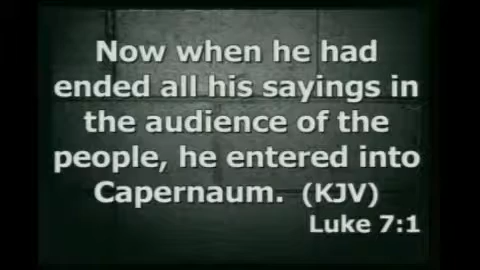 Now when he had
ended all his sayings in
the audience of the
people, he entered into
Capernaum. (KJV)
Luke 7:1